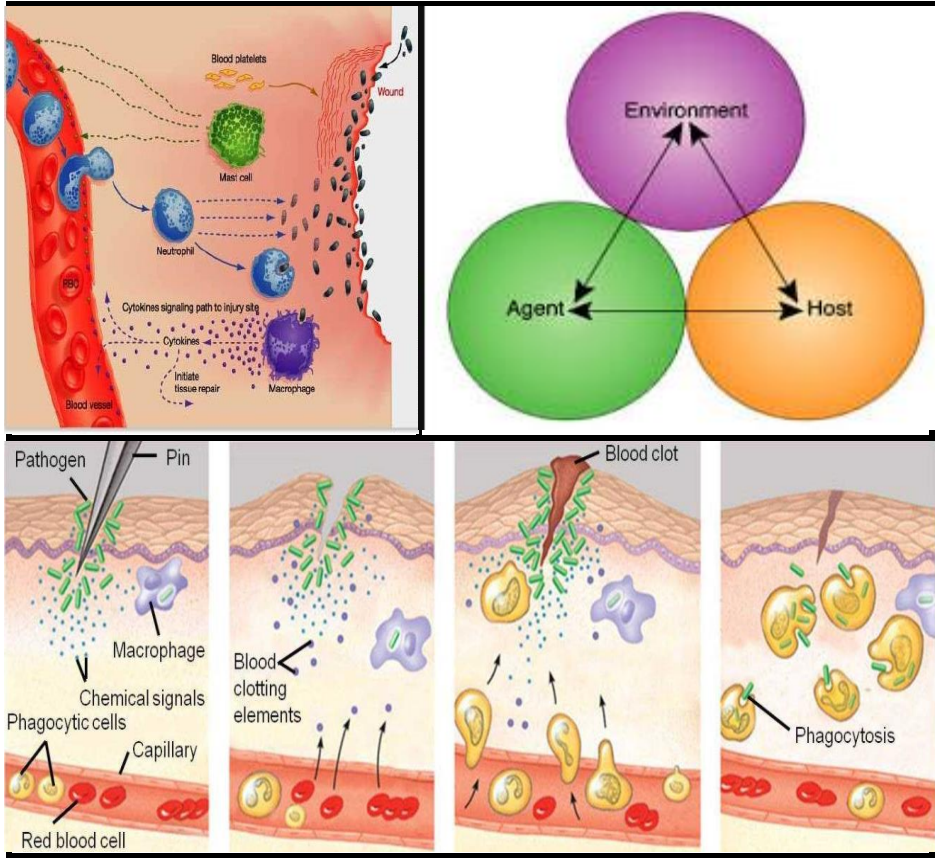 Blood platelets
Wound
Mast cell
Neutrophil
RBC
Cytokines signaling path to injury site
Cytokines
Initiate
tissue repair
Macrophage
Blood vessel
Environment
Agent
Host
Pathogen
Pin
Macrophage
Chemical signals
Phagocytic cells
Capillary
Red blood cell
Blood
clotting
elements
Blood clot
Phagocytosis